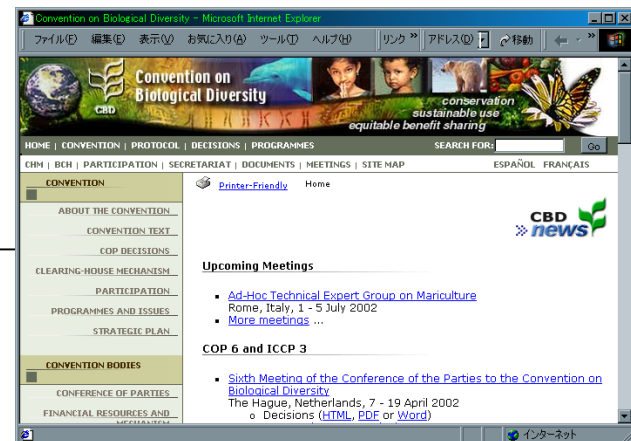 Convention on Biological Diversity - Microsoft Internet Explorer
ファイル(F) 編集(E) 表示(V) お気に入り(A) ツール(T) ヘルプ(H) リンク » アドレス(D) 移動 »
Convention on
Biological Diversity
CBD
conservation
sustainable use
equitable benefit sharing
HOME | CONVENTION | PROTOCOL | DECISIONS | PROGRAMMES SEARCH FOR: Go
CHM | BCH | PARTICIPATION | SECRETARIAT | DOCUMENTS | MEETINGS | SITE MAP ESPAÑOL FRANÇAIS
CONVENTION
ABOUT THE CONVENTION
CONVENTION TEXT
COP DECISIONS
CLEARING-HOUSE MECHANISM
PARTICIPATION
PROGRAMMES AND ISSUES
STRATEGIC PLAN
CONVENTION BODIES
CONFERENCE OF PARTIES
FINANCIAL RESOURCES AND
MECHANISM
Printer-Friendly Home
CBD
» news
Upcoming Meetings
Ad-Hoc Technical Expert Group on Mariculture
Rome, Italy, 1 - 5 July 2002
More meetings ...
COP 6 and ICCP 3
Sixth Meeting of the Conference of the Parties to the Convention on
Biological Diversity
The Hague, Netherlands, 7 - 19 April 2002
Decisions (HTML, PDF or Word)
インターネット